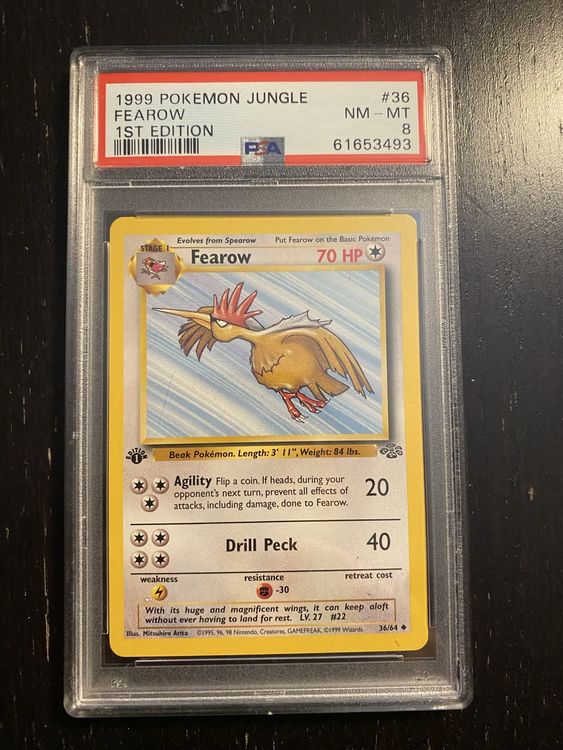 1999 POKEMON JUNGLE #36
FEAROW NM - MT
1ST EDITION 8
PSA 61653493
Evolves from Spearow Put Fearow on the Basic Pokémon
STAGE 1
Fearow 70 HP
EDITION 1
Beak Pokémon. Length: 3' 11", Weight: 84 lbs.
Agility Flip a coin. If heads, during your
opponent's next turn, prevent all effects of
attacks, including damage, done to Fearow.
20
Drill Peck 40
weakness resistance retreat cost
-30
With its huge and magnificent wings, it can keep aloft
without ever having to land for rest. LV. 27 #22
Illus. Mitsuhiro Arita ©1995, 96, 98 Nintendo, Creatures, GAMEFREAK. ©1999 Wizards. 36/64